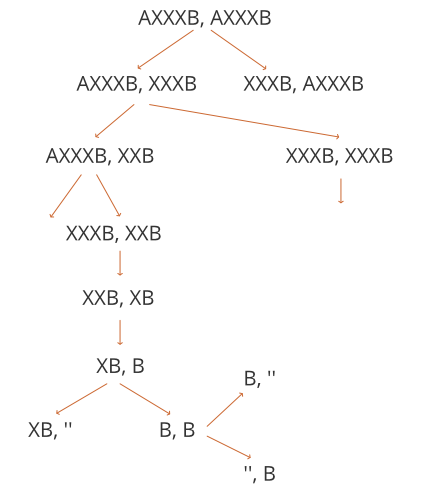 AXXXB, AXXXB
AXXXB, XXXB
XXXB, AXXXB
AXXXB, XXB
XXXB, XXXB
XXXB, XXB
XXB, XB
XB, B
B, ''
XB, ''
B, B
'', B